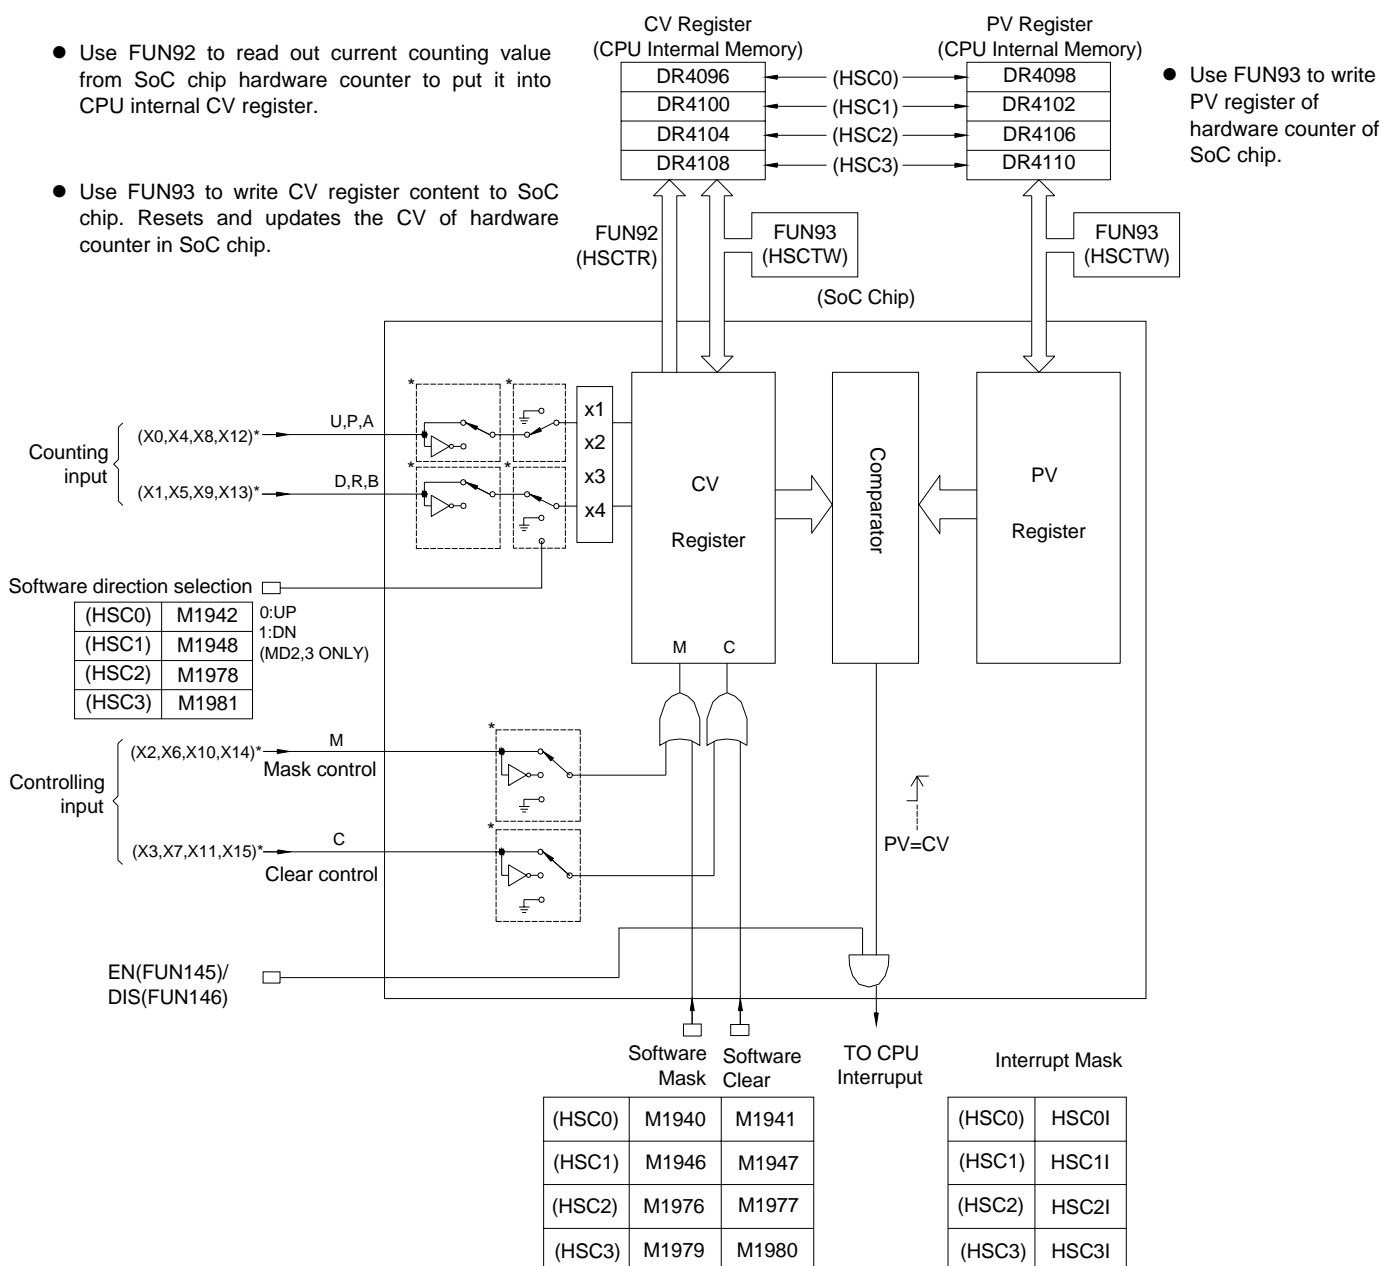 ● Use FUN92 to read out current counting value
from SoC chip hardware counter to put it into
CPU internal CV register.
● Use FUN93 to write CV register content to SoC
chip. Resets and updates the CV of hardware
counter in SoC chip.
CV Register
(CPU Internal Memory)
PV Register
(CPU Internal Memory)
DR4096 (HSC0) DR4098
DR4100 (HSC1) DR4102
DR4104 (HSC2) DR4106
DR4108 (HSC3) DR4110
● Use FUN93 to write
PV register of
hardware counter of
SoC chip.
FUN92
(HSCTR)
FUN93
(HSCTW)
FUN93
(HSCTW)
(SoC Chip)
Counting
input
(X0,X4,X8,X12)*
U,P,A
(X1,X5,X9,X13)*
D,R,B
*
*
*
*
x1
x2
x3
x4
CV
Register
M C
Comparator
PV
Register
Software direction selection
(HSC0) M1942
(HSC1) M1948
(HSC2) M1978
(HSC3) M1981
0:UP
1:DN
(MD2,3 ONLY)
Controlling
input
(X2,X6,X10,X14)*
M
Mask control
*
(X3,X7,X11,X15)*
C
Clear control
*
PV=CV
EN(FUN145)/
DIS(FUN146)
Software
Mask
Software
Clear
TO CPU
Interruput
Interrupt Mask
(HSC0) M1940 M1941
(HSC1) M1946 M1947
(HSC2) M1976 M1977
(HSC3) M1979 M1980
(HSC0) HSC0I
(HSC1) HSC1I
(HSC2) HSC2I
(HSC3) HSC3I